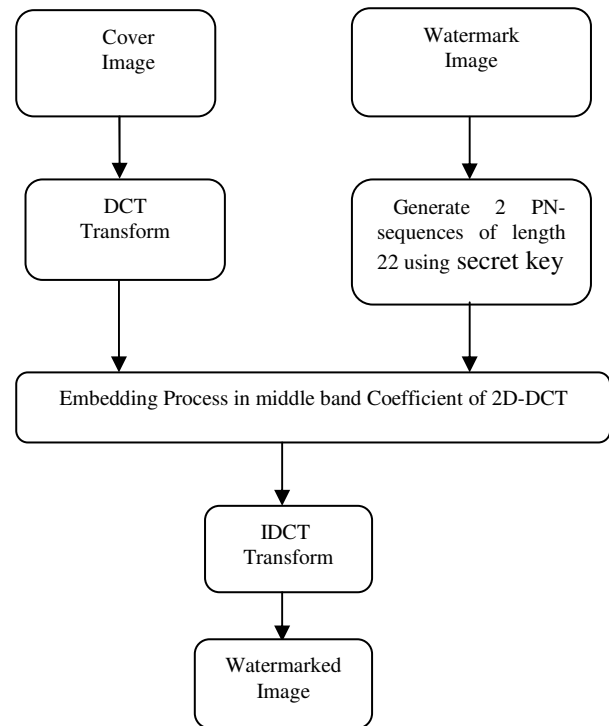 Cover
Image
Watermark
Image
DCT
Transform
Generate 2 PN-
sequences of length
22 using secret key
Embedding Process in middle band Coefficient of 2D-DCT
IDCT
Transform
Watermarked
Image